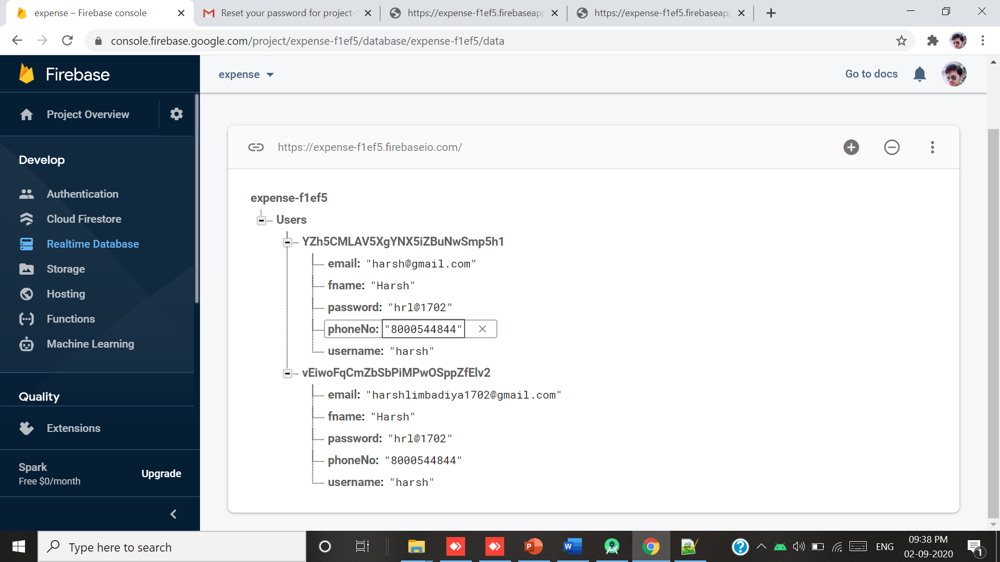 expense – Firebase console
Reset your password for project-
https://expense-f1ef5.firebaseapp
https://expense-f1ef5.firebaseapp
console.firebase.google.com/project/expense-f1ef5/database/expense-f1ef5/data
Firebase
expense
Go to docs
Project Overview
https://expense-f1ef5.firebaseio.com/
Develop
Authentication
Cloud Firestore
Realtime Database
Storage
Hosting
Functions
Machine Learning
Quality
Extensions
Spark
Free $0/month
Upgrade
expense-f1ef5
Users
YZh5CMLAV5XgYNX5iZBuNwSmp5h1
email: "harsh@gmail.com"
fname: "Harsh"
password: "hrl@1702"
phoneNo: "8000544844"
username: "harsh"
vEiwoFqCmZbSbPiMPwOSppZfElv2
email: "harshlimbadiya1702@gmail.com"
fname: "Harsh"
password: "hrl@1702"
phoneNo: "8000544844"
username: "harsh"
Type here to search
ENG
09:38 PM
02-09-2020
1